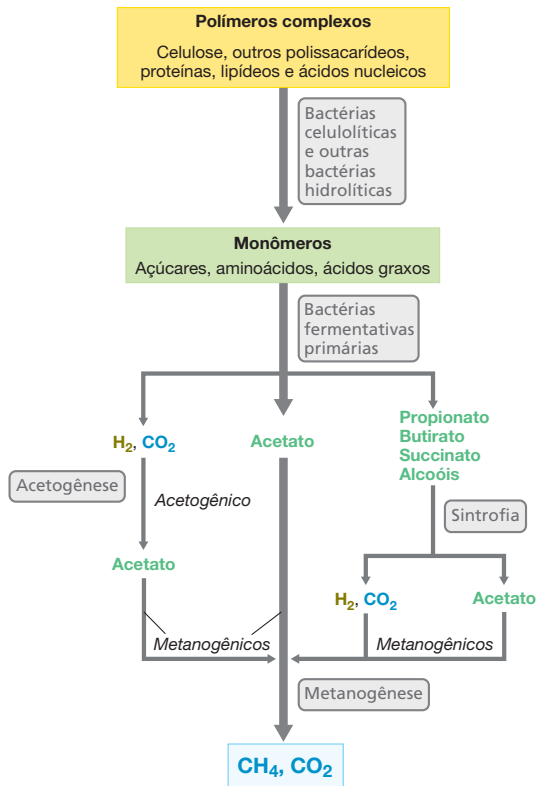 Polímeros complexos
Celulose, outros polissacarídeos,
proteínas, lipídeos e ácidos nucleicos
Bactérias
celulolíticas
e outras
bactérias
hidrolíticas
Monômeros
Açúcares, aminoácidos, ácidos graxos
Bactérias
fermentativas
primárias
H₂, CO₂
Acetato
Propionato
Butirato
Succinato
Alcoóis
Acetogênese
Acetogênico
Sintrofia
Acetato
H₂, CO₂
Acetato
Metanogênicos
Metanogênicos
Metanogênese
CH₄, CO₂